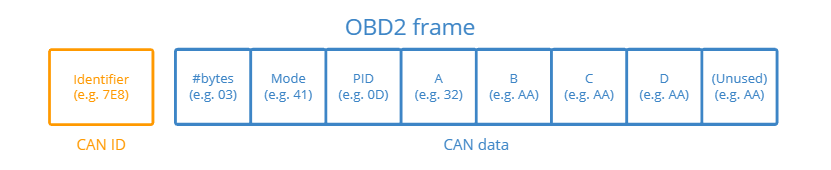 OBD2 frame
Identifier
(e.g. 7E8)
#bytes
(e.g. 03)
Mode
(e.g. 41)
PID
(e.g. 0D)
A
(e.g. 32)
B
(e.g. AA)
C
(e.g. AA)
D
(e.g. AA)
(Unused)
(e.g. AA)
CAN ID
CAN data